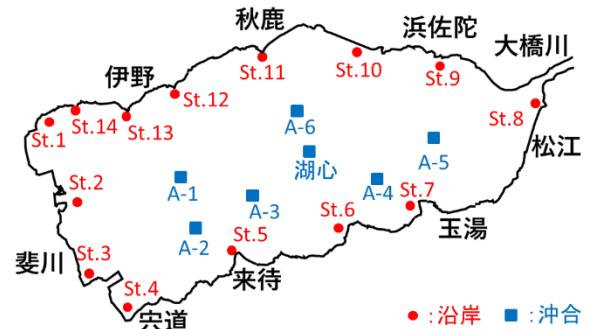 秋鹿
浜佐陀
大橋川
伊野
St.11
St.10
St.9
St.12
St.14
St.13
St.1
A-6
St.8
湖心
A-5
松江
St.2
A-1
A-3
A-4
St.7
A-2
St.6
玉湯
斐川
St.3
St.5
来待
St.4
宍道
:沿岸
:沖合